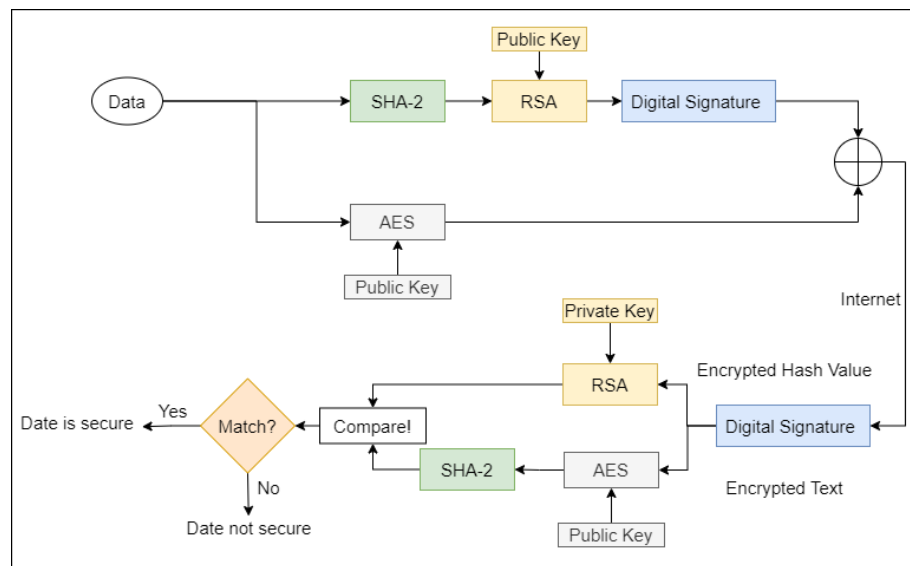 Public Key
Data
SHA-2
RSA
Digital Signature
AES
Public Key
Internet
Private Key
Encrypted Hash Value
RSA
Yes
Date is secure
Match?
Compare!
Digital Signature
SHA-2
AES
No
Encrypted Text
Date not secure
Public Key